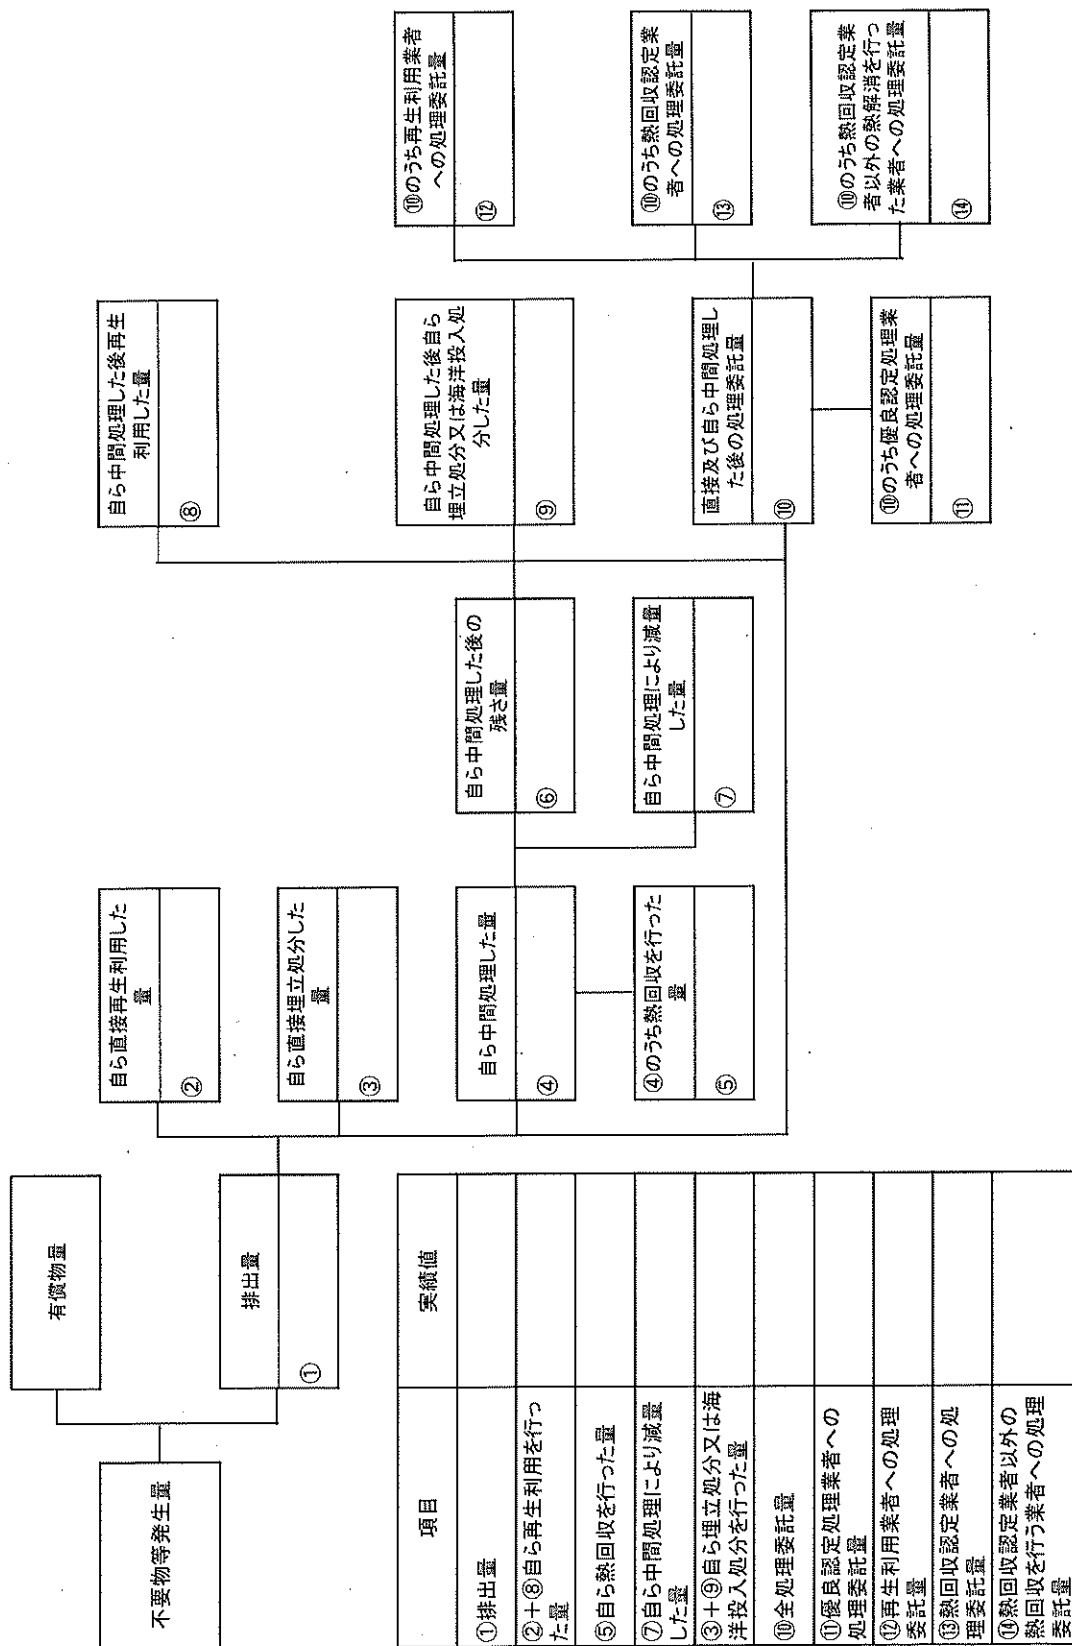 不要物等発生量
有償物量
排出量
①
自ら直接再生利用した
量
②
自ら直接埋立処分した
量
③
自ら中間処理した量
④
④のうち熱回収を行った
量
⑤
自ら中間処理した後の
残さ量
⑥
自ら中間処理により減量
した量
⑦
自ら中間処理した後再生
利用した量
⑧
自ら中間処理した後自ら
埋立処分又は海洋投入処
分した量
⑨
直接及び自ら中間処理し
た後の処理委託量
⑩
⑩のうち優良認定処理業
者への処理委託量
⑪
⑩のうち再生利用業者
への処理委託量
⑫
⑩のうち熱回収認定業
者への処理委託量
⑬
⑩のうち熱回収認定業
者以外の熱解消を行っ
た業者への処理委託量
⑭
項目
実績値
①排出量
②+⑧自ら再生利用を行っ
た量
⑤自ら熱回収を行った量
⑦自ら中間処理により減量
した量
③+⑨自ら埋立処分又は海
洋投入処分を行った量
⑩全処理委託量
⑪優良認定処理業者への
処理委託量
⑫再生利用業者への処理
委託量
⑬熱回収認定業者への処
理委託量
⑭熱回収認定業者以外の
熱回収を行う業者への処理
委託量